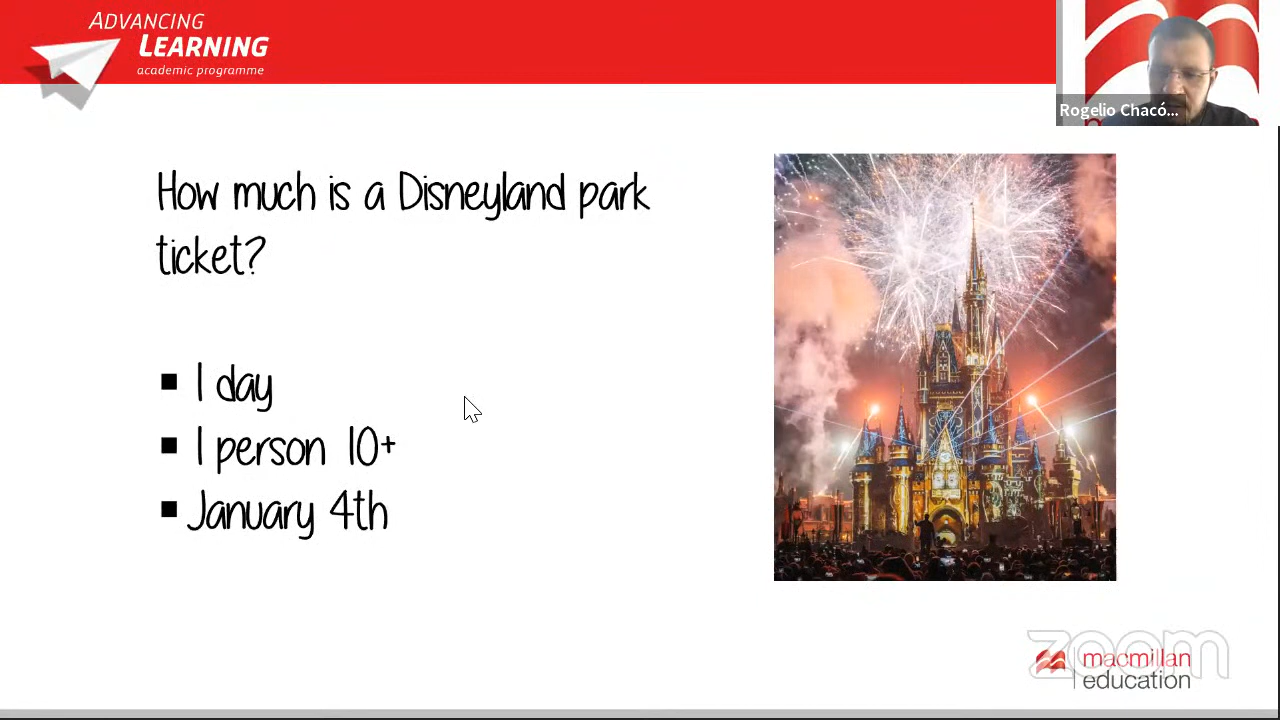 ADVANCING
LEARNING
academic programme
Rogelio Chacó...
How much is a Disneyland park
ticket?
▪ 1 day
▪ 1 person 10+
▪ January 4th
zoom
macmillan
education